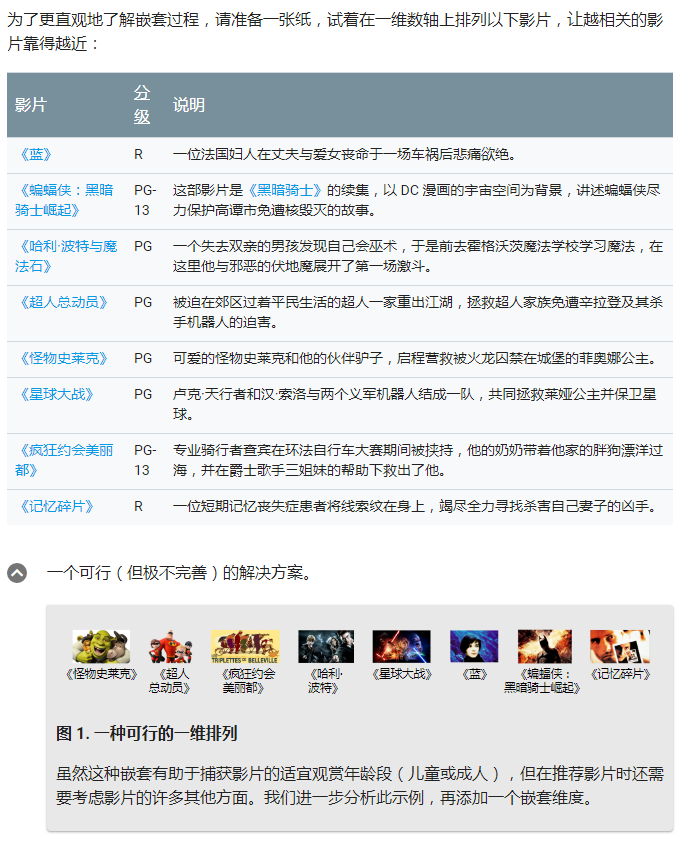 为了更直观地了解嵌套过程，请准备一张纸，试着在一维数轴上排列以下影片，让越相关的影
片靠得越近：
影片
分
级
说明
《蓝》
R
一位法国妇人在丈夫与爱女丧命于一场车祸后悲痛欲绝。
《蝙蝠侠：黑暗
骑士崛起》
PG-
13
这部影片是《黑暗骑士》的续集，以 DC 漫画的宇宙空间为背景，讲述蝙蝠侠尽
力保护高谭市免遭核毁灭的故事。
《哈利·波特与魔
法石》
PG
一个失去双亲的男孩发现自己会巫术，于是前去霍格沃茨魔法学校学习魔法，在
这里他与邪恶的伏地魔展开了第一场激斗。
《超人总动员》
PG
被迫在郊区过着平民生活的超人一家重出江湖，拯救超人家族免遭辛拉登及其杀
手机器人的迫害。
《怪物史莱克》
PG
可爱的怪物史莱克和他的伙伴驴子，启程营救被火龙囚禁在城堡的菲奥娜公主。
《星球大战》
PG
卢克·天行者和汉·索洛与两个义军机器人结成一队，共同拯救莱娅公主并保卫星
球。
《疯狂约会美丽
都》
PG-
13
专业骑行者查宾在环法自行车大赛期间被挟持，他的奶奶带着他家的胖狗漂洋过
海，并在爵士歌手三姐妹的帮助下救出了他。
《记忆碎片》
R
一位短期记忆丧失症患者将线索纹在身上，竭尽全力寻找杀害自己妻子的凶手。
一个可行（但极不完善）的解决方案。
TRIPLETTES DE BELLEVILLE
《怪物史莱克》
《超人
总动员》
《疯狂约会
美丽都》
《哈利·
波特》
《星球大战》
《蓝》
《蝙蝠侠：
黑暗骑士崛起》
《记忆碎片》
图 1. 一种可行的一维排列
虽然这种嵌套有助于捕获影片的适宜观赏年龄段（儿童或成人），但在推荐影片时还需
要考虑影片的许多其他方面。我们进一步分析此示例，再添加一个嵌套维度。